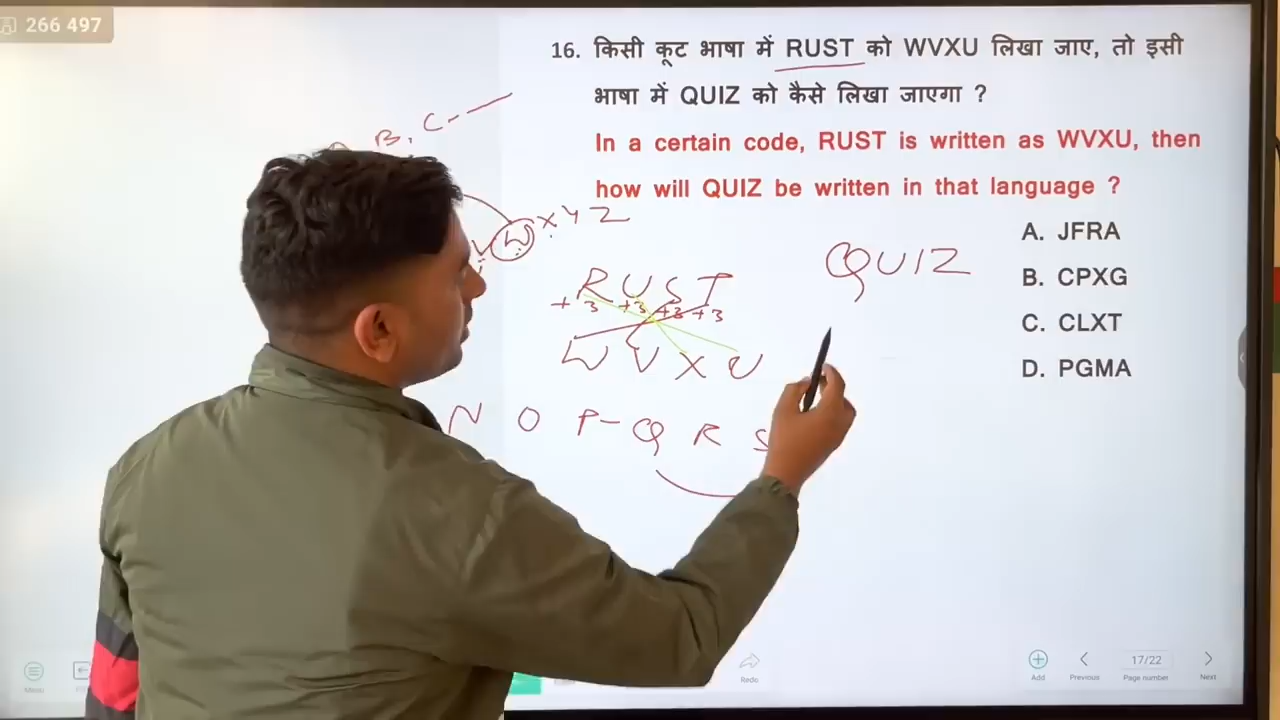 266 497
16. किसी कूट भाषा में RUST को WVXU लिखा जाए, तो इसी
भाषा में QUIZ को कैसे लिखा जाएगा ?
In a certain code, RUST is written as WVXU, then
how will QUIZ be written in that language ?
A. JFRA
B. CPXG
C. CLXT
D. PGMA
B, C
W X Y Z
RUST
+3 +3 +3 +3
W V X U
QUIZ
N O P Q R S
Redo
Add
Previous
17/22
Page number
Next